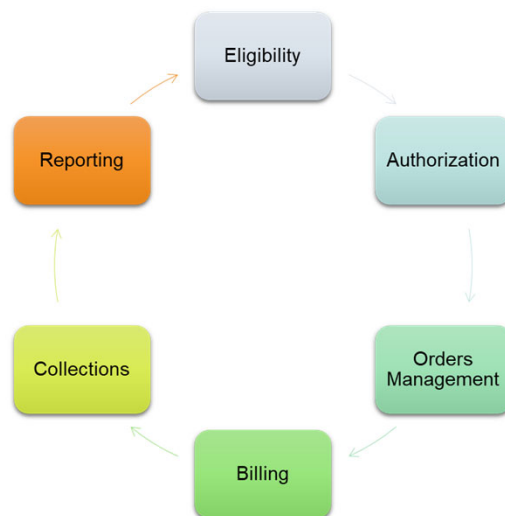 Eligibility
Authorization
Orders
Management
Billing
Collections
Reporting